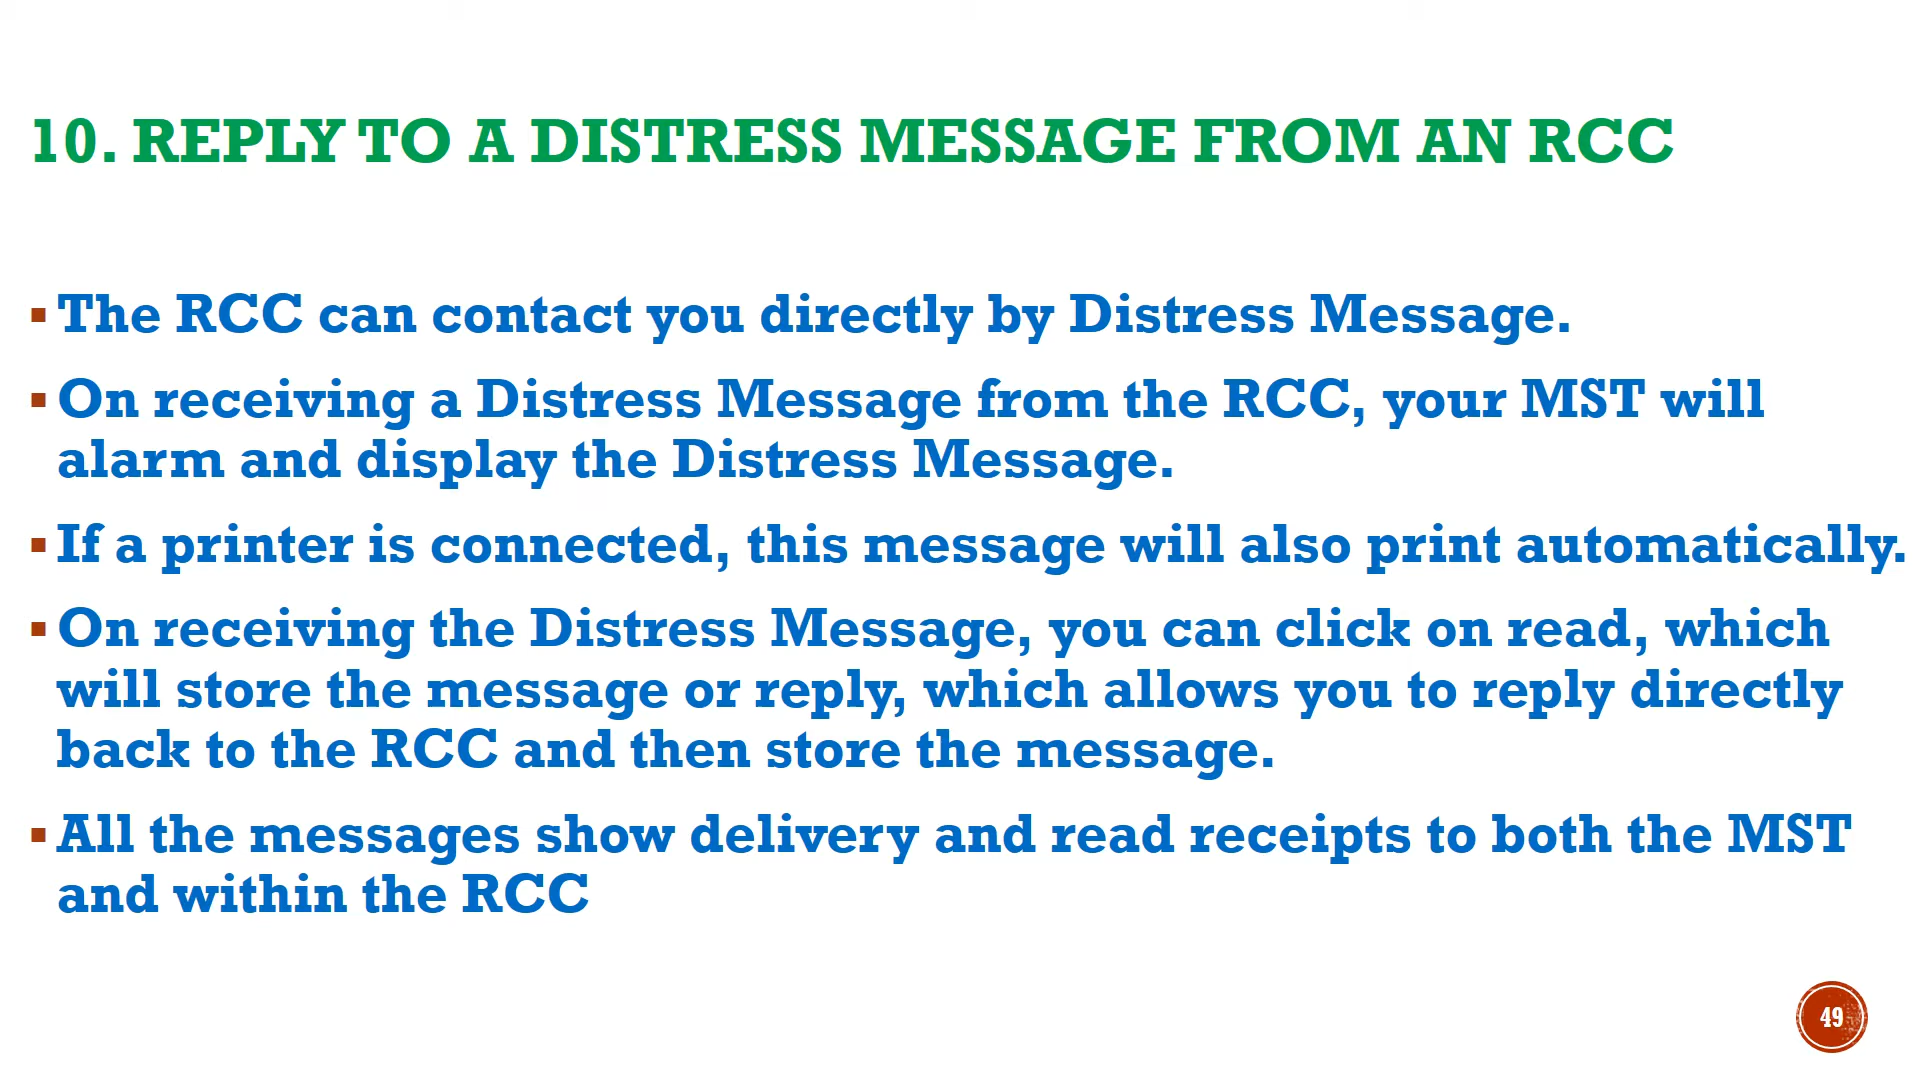 10. REPLY TO A DISTRESS MESSAGE FROM AN RCC
▪ The RCC can contact you directly by Distress Message.
▪ On receiving a Distress Message from the RCC, your MST will
alarm and display the Distress Message.
▪ If a printer is connected, this message will also print automatically.
▪ On receiving the Distress Message, you can click on read, which
will store the message or reply, which allows you to reply directly
back to the RCC and then store the message.
▪ All the messages show delivery and read receipts to both the MST
and within the RCC
49